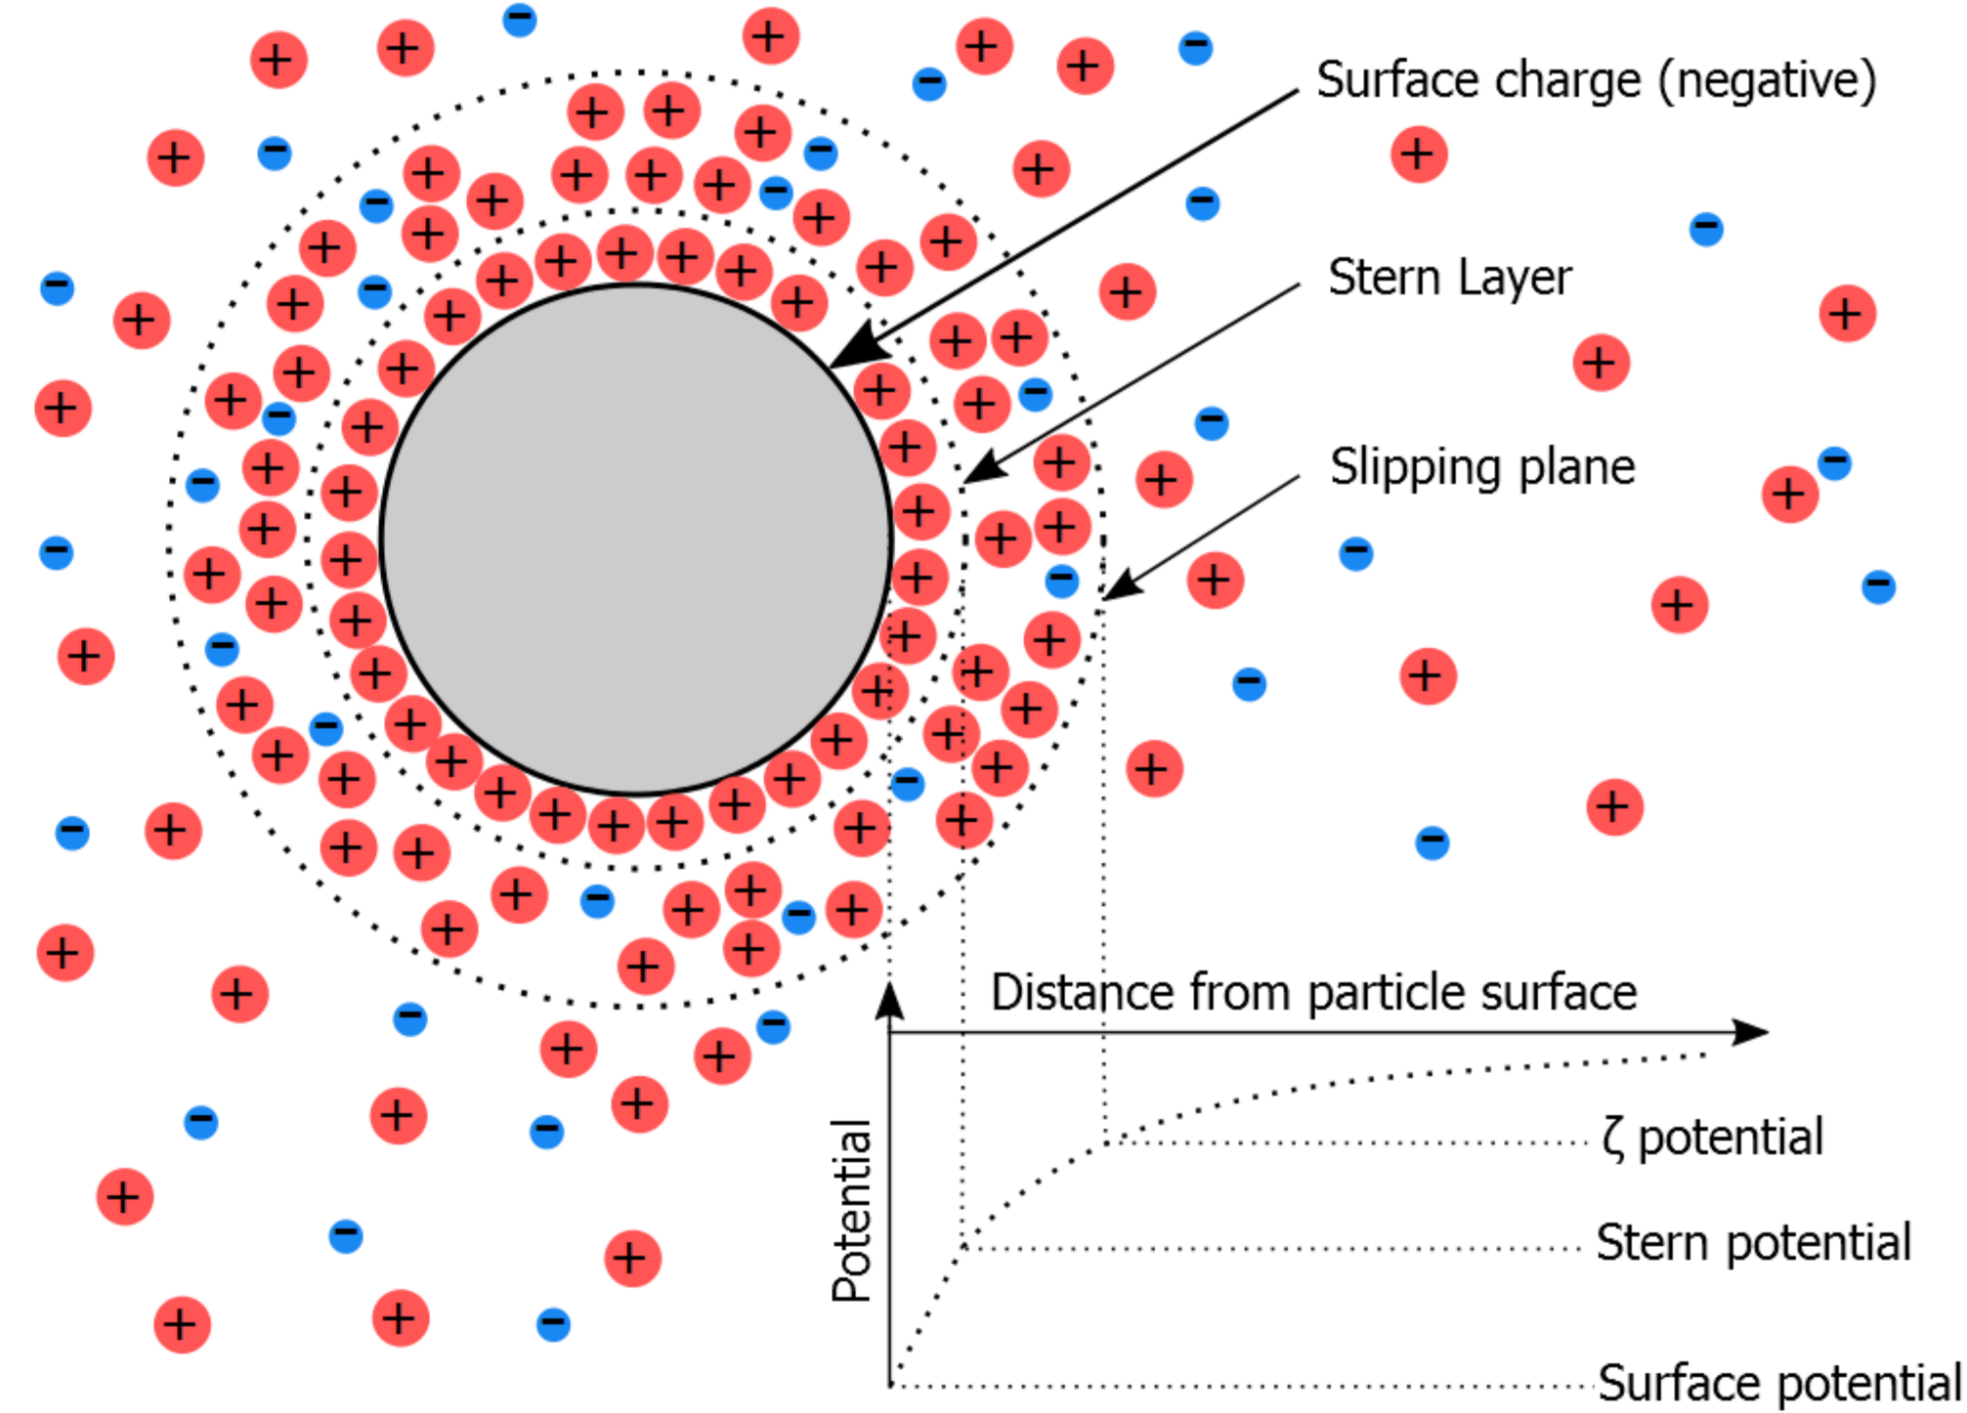 Surface charge (negative)
Stern Layer
Slipping plane
Distance from particle surface
Potential
ζ potential
Stern potential
Surface potential